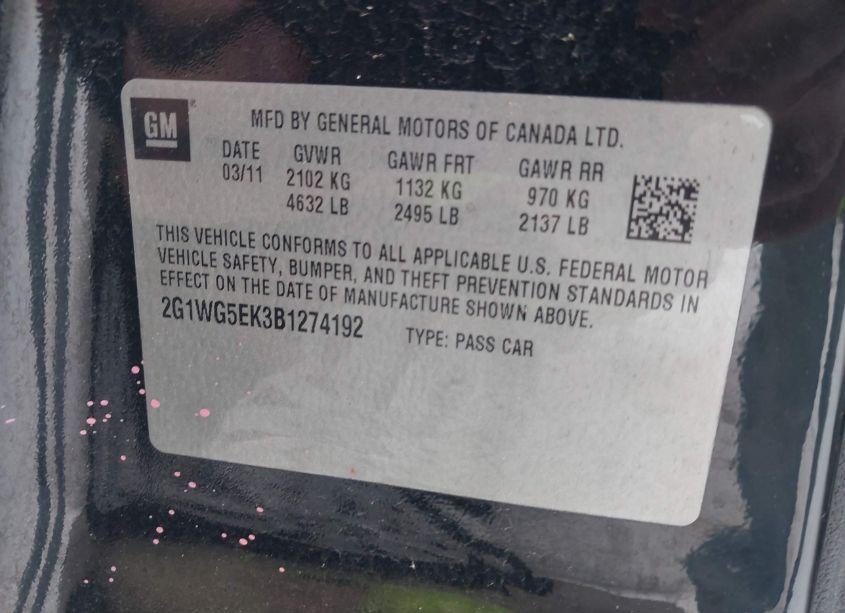 GM
MFD BY GENERAL MOTORS OF CANADA LTD.
DATE GVWR GAWR FRT GAWR RR
03/11 2102 KG 1132 KG 970 KG
4632 LB 2495 LB 2137 LB
THIS VEHICLE CONFORMS TO ALL APPLICABLE U.S. FEDERAL MOTOR
VEHICLE SAFETY, BUMPER, AND THEFT PREVENTION STANDARDS IN
EFFECT ON THE DATE OF MANUFACTURE SHOWN ABOVE.
2G1WG5EK3B1274192 TYPE: PASS CAR